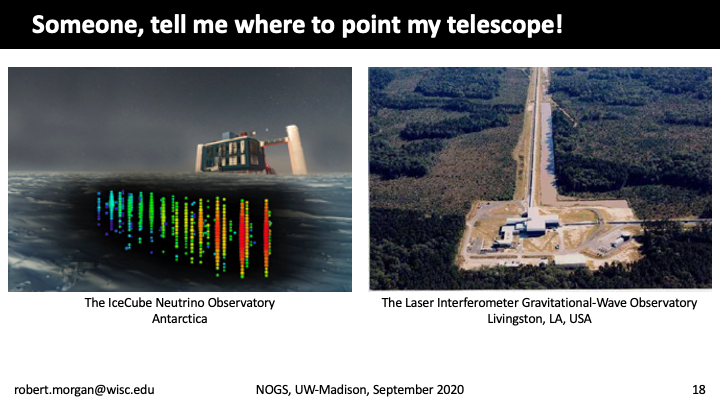 Someone, tell me where to point my telescope!
The IceCube Neutrino Observatory
Antarctica
The Laser Interferometer Gravitational-Wave Observatory
Livingston, LA, USA
robert.morgan@wisc.edu
NOGS, UW-Madison, September 2020
18